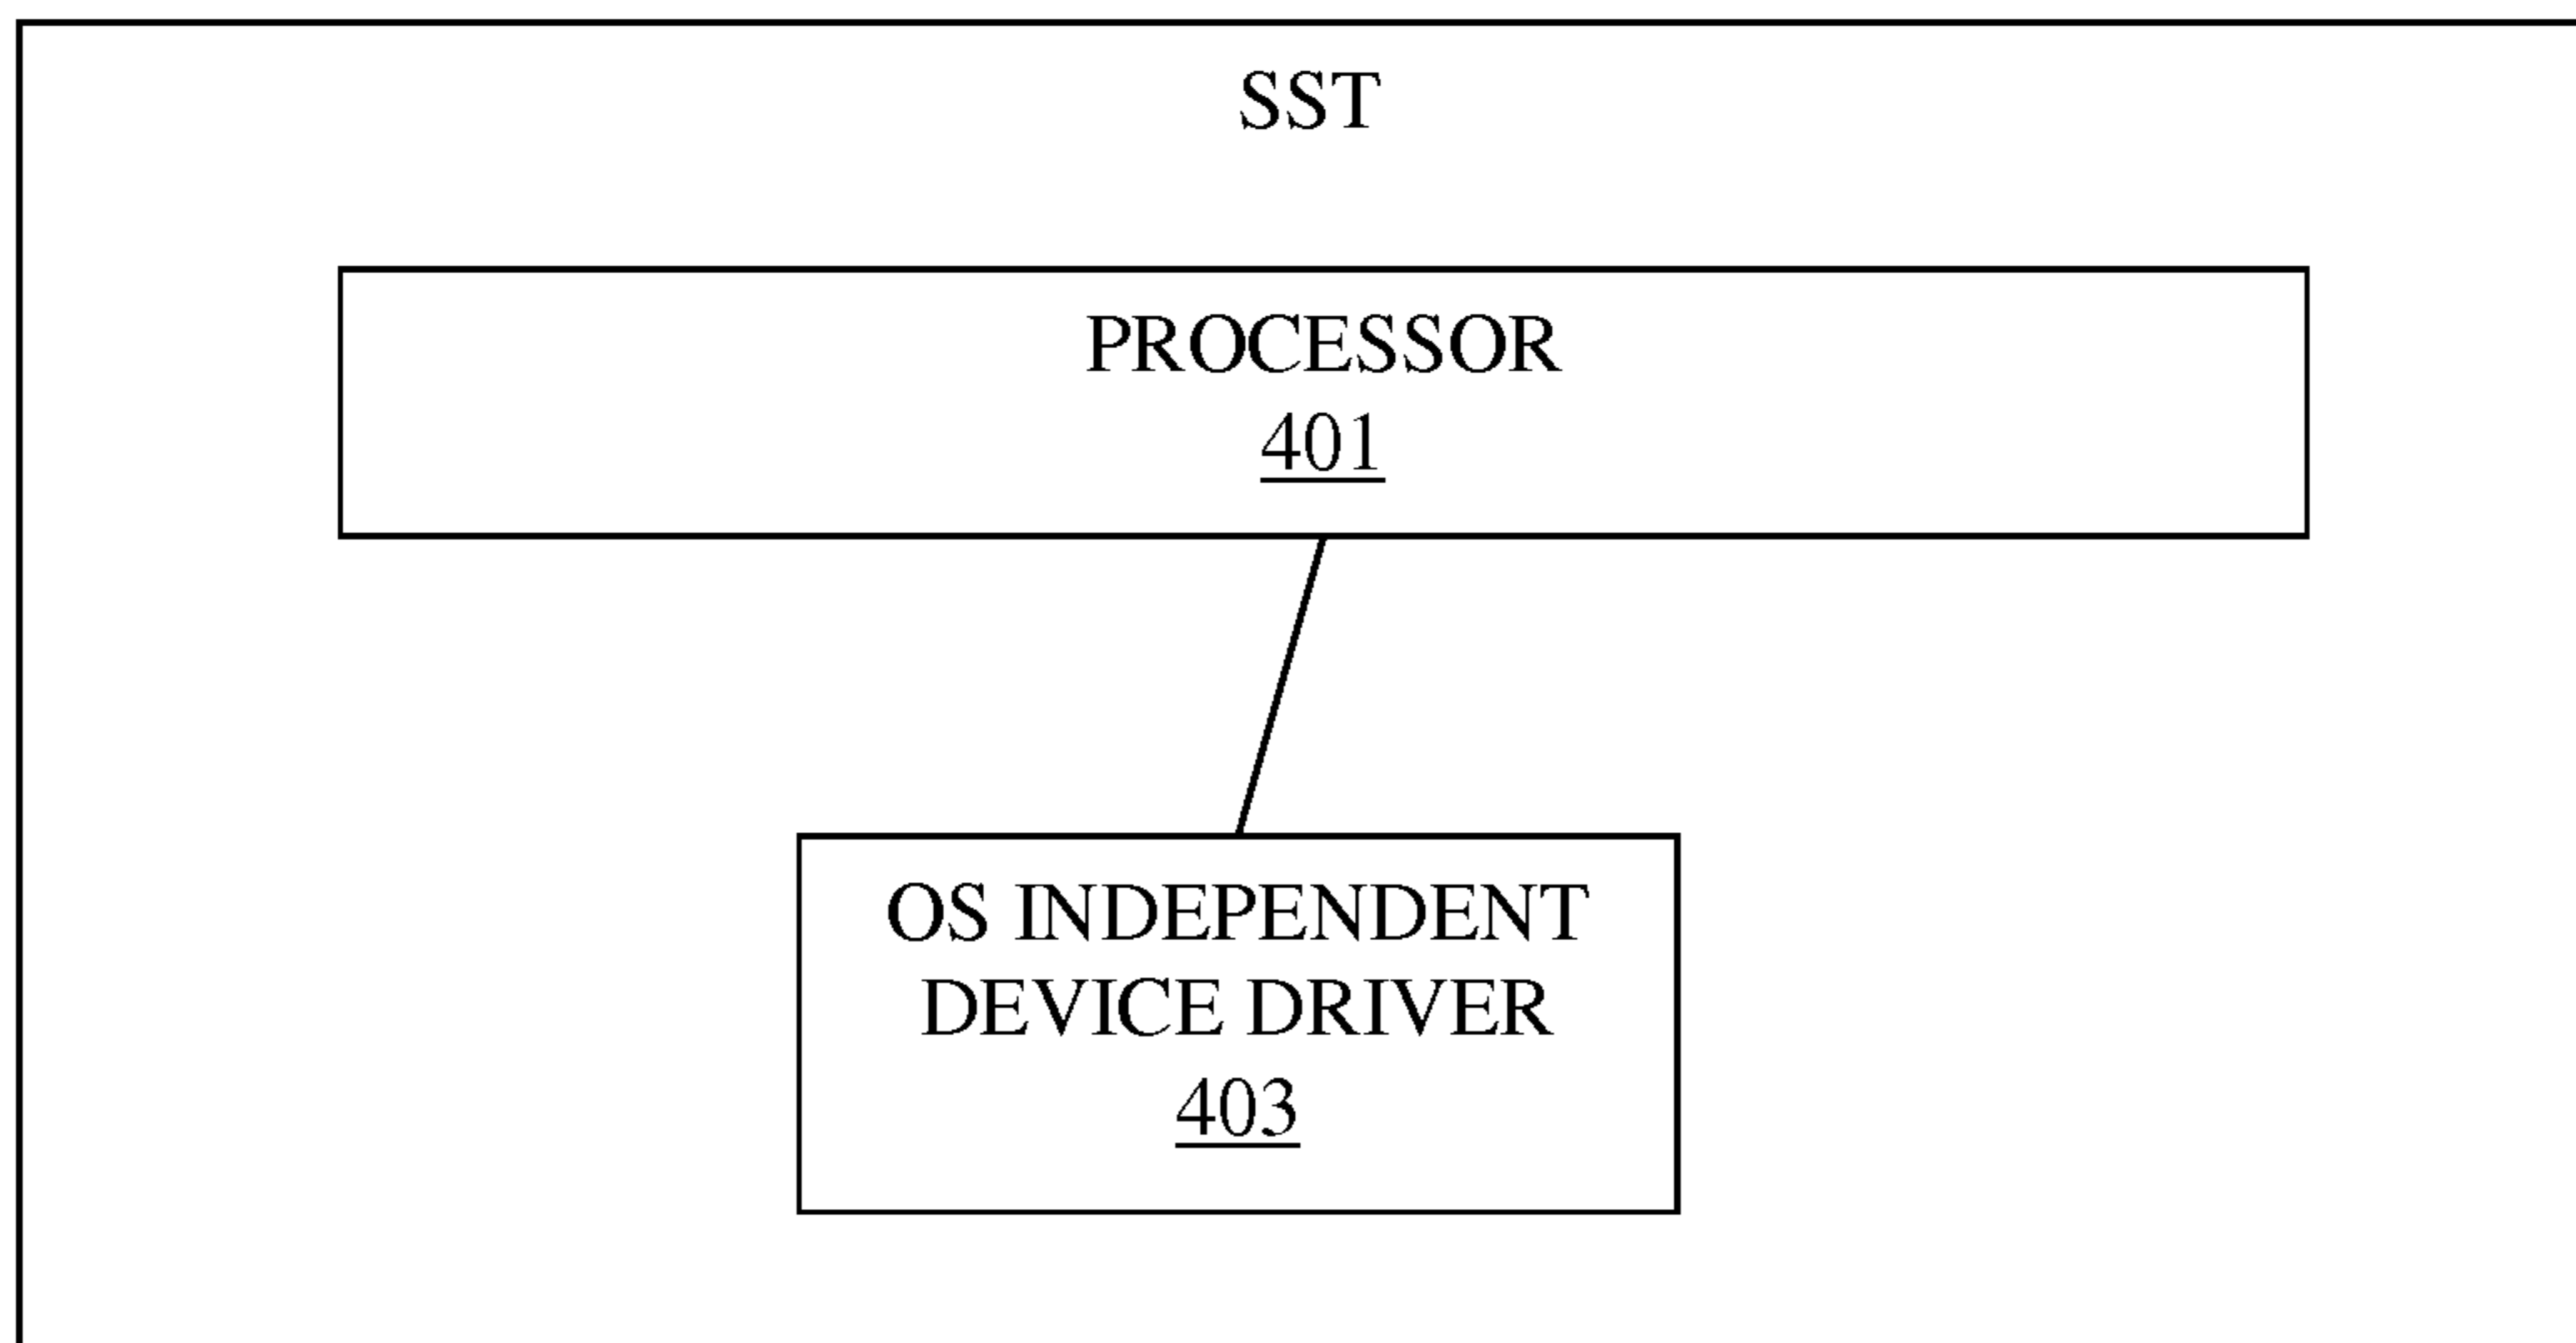 SST
PROCESSOR
401
OS INDEPENDENT
DEVICE DRIVER
403